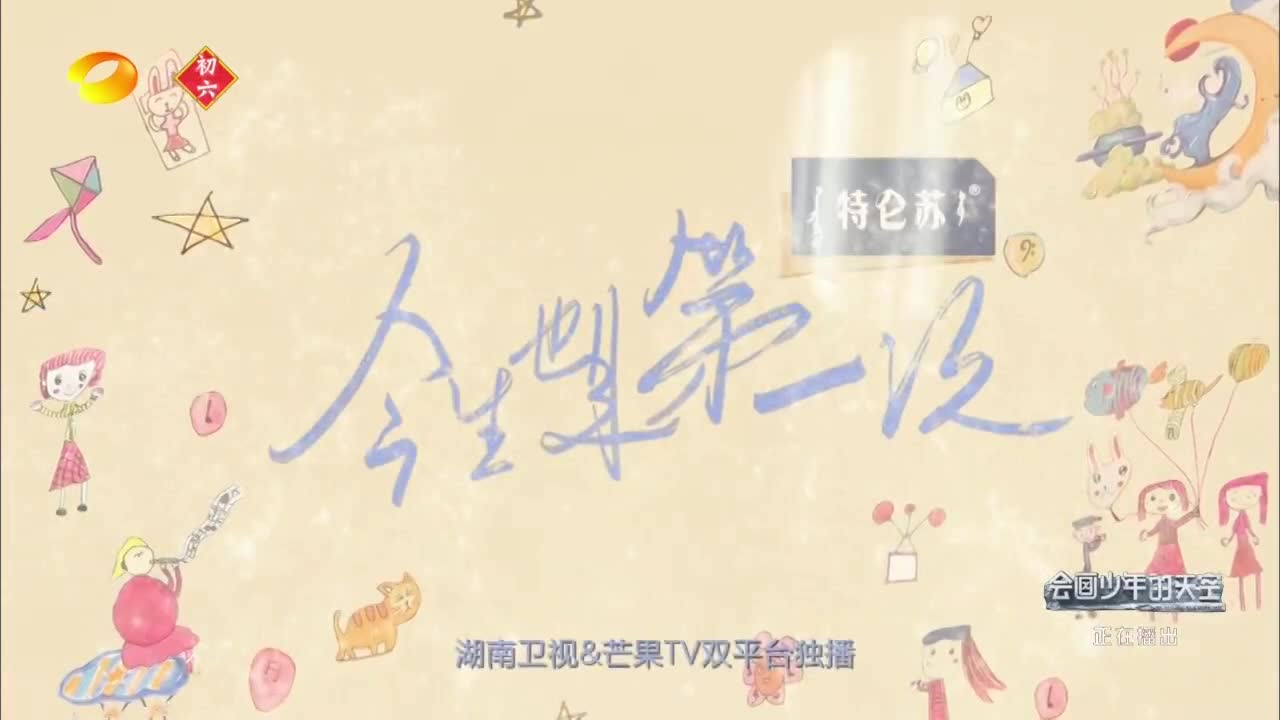 初六
特仑苏®
今生也是第一次
会画少年的天空
正在播出
湖南卫视&芒果TV双平台独播